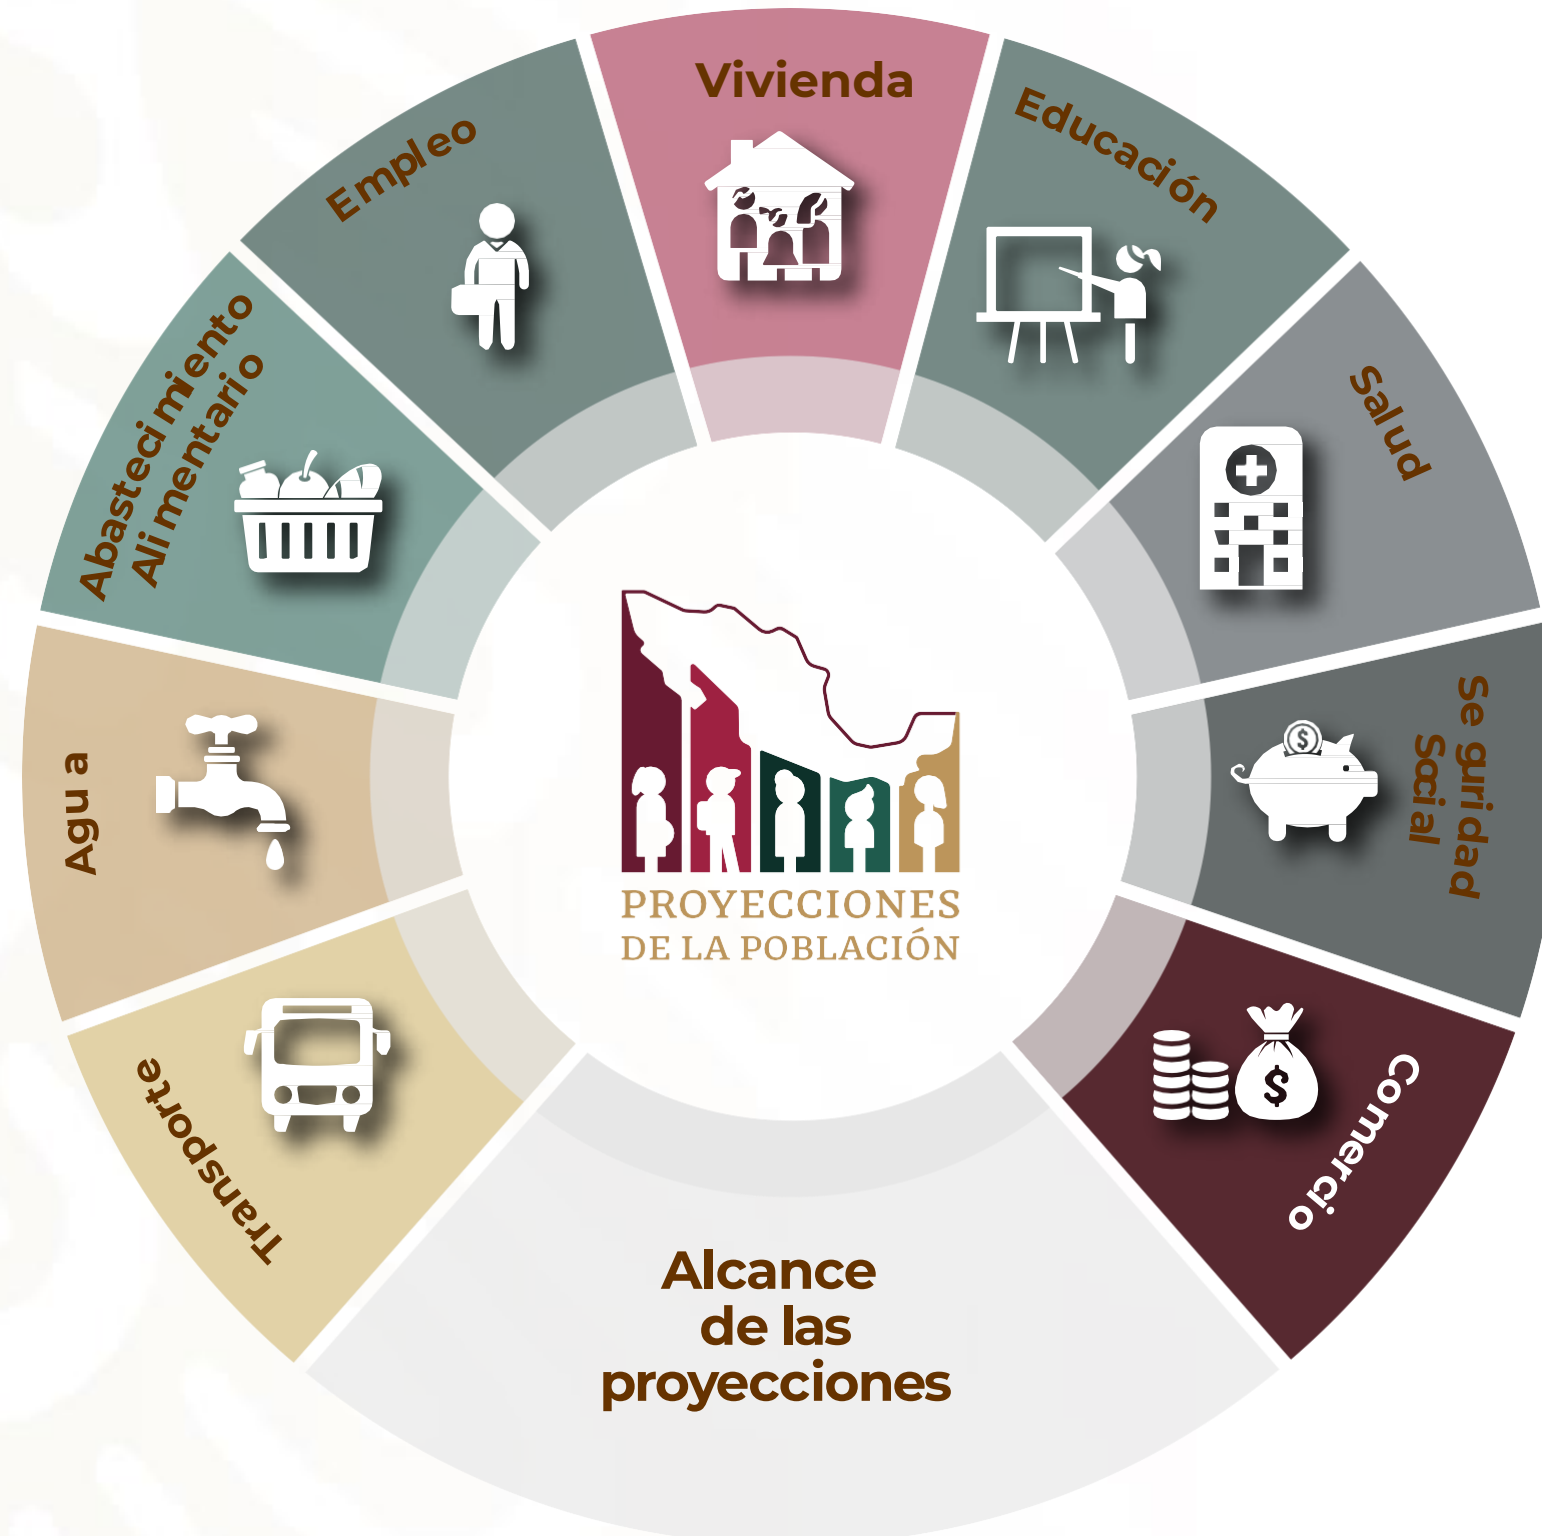 Vivienda
Educación
Salud
Seguridad
Social
Comercio
Alcance
de las
proyecciones
Transporte
Agua
Abastecimiento
Alimentario
Empleo
$
$
PROYECCIONES
DE LA POBLACIÓN